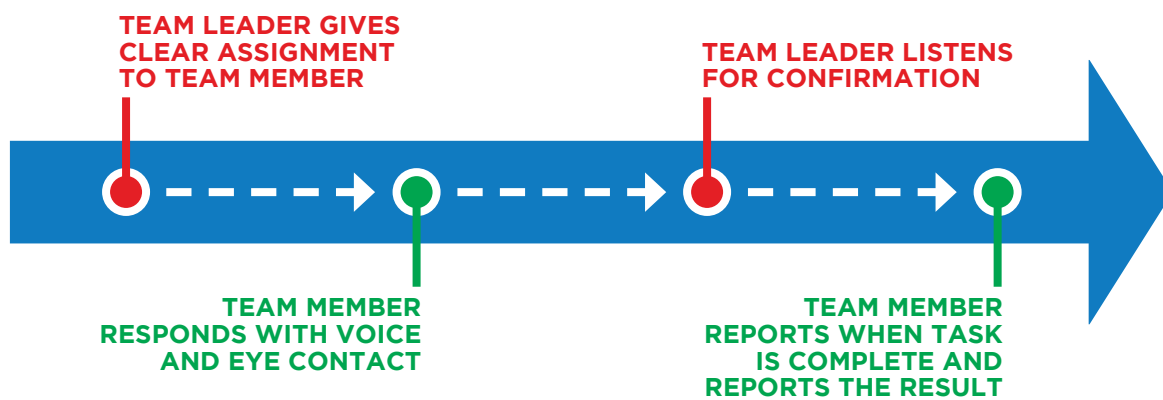 TEAM LEADER GIVES
CLEAR ASSIGNMENT
TO TEAM MEMBER
TEAM MEMBER
RESPONDS WITH VOICE
AND EYE CONTACT
TEAM LEADER LISTENS
FOR CONFIRMATION
TEAM MEMBER
REPORTS WHEN TASK
IS COMPLETE AND
REPORTS THE RESULT